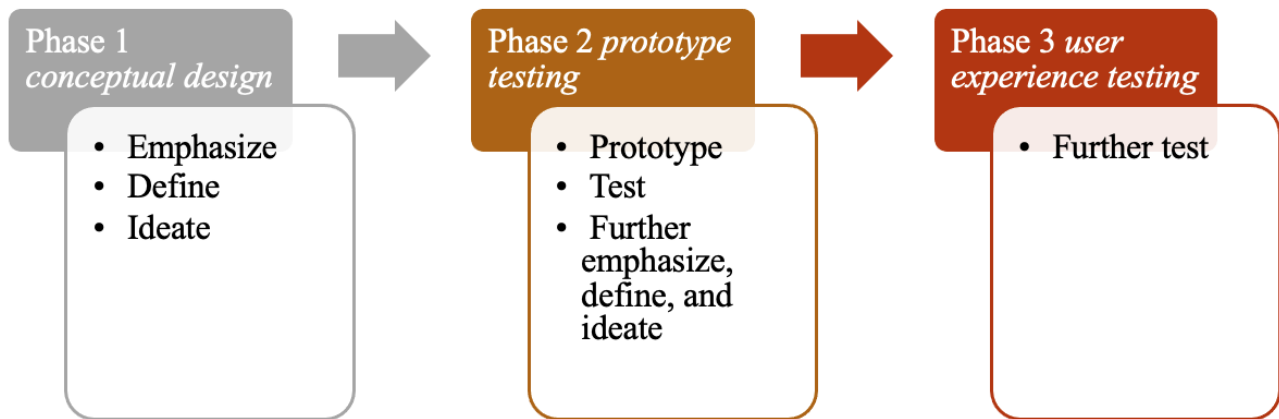 Phase 1
conceptual design
• Emphasize
• Define
• Ideate
Phase 2 prototype
testing
• Prototype
• Test
• Further
emphasize,
define, and
ideate
Phase 3 user
experience testing
• Further test